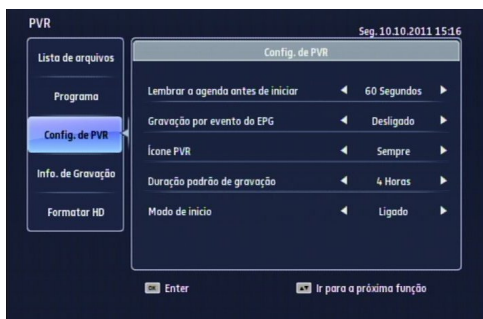 PVR
Seg. 10.10.2011 15:16
Lista de arquivos
Programa
Config. de PVR
Info. de Gravação
Formatar HD
Config. de PVR
Lembrar a agenda antes de iniciar 60 Segundos
Gravação por evento do EPG Desligado
Ícone PVR Sempre
Duração padrão de gravação 4 Horas
Modo de inicio Ligado
OK Enter
Ir para a próxima função